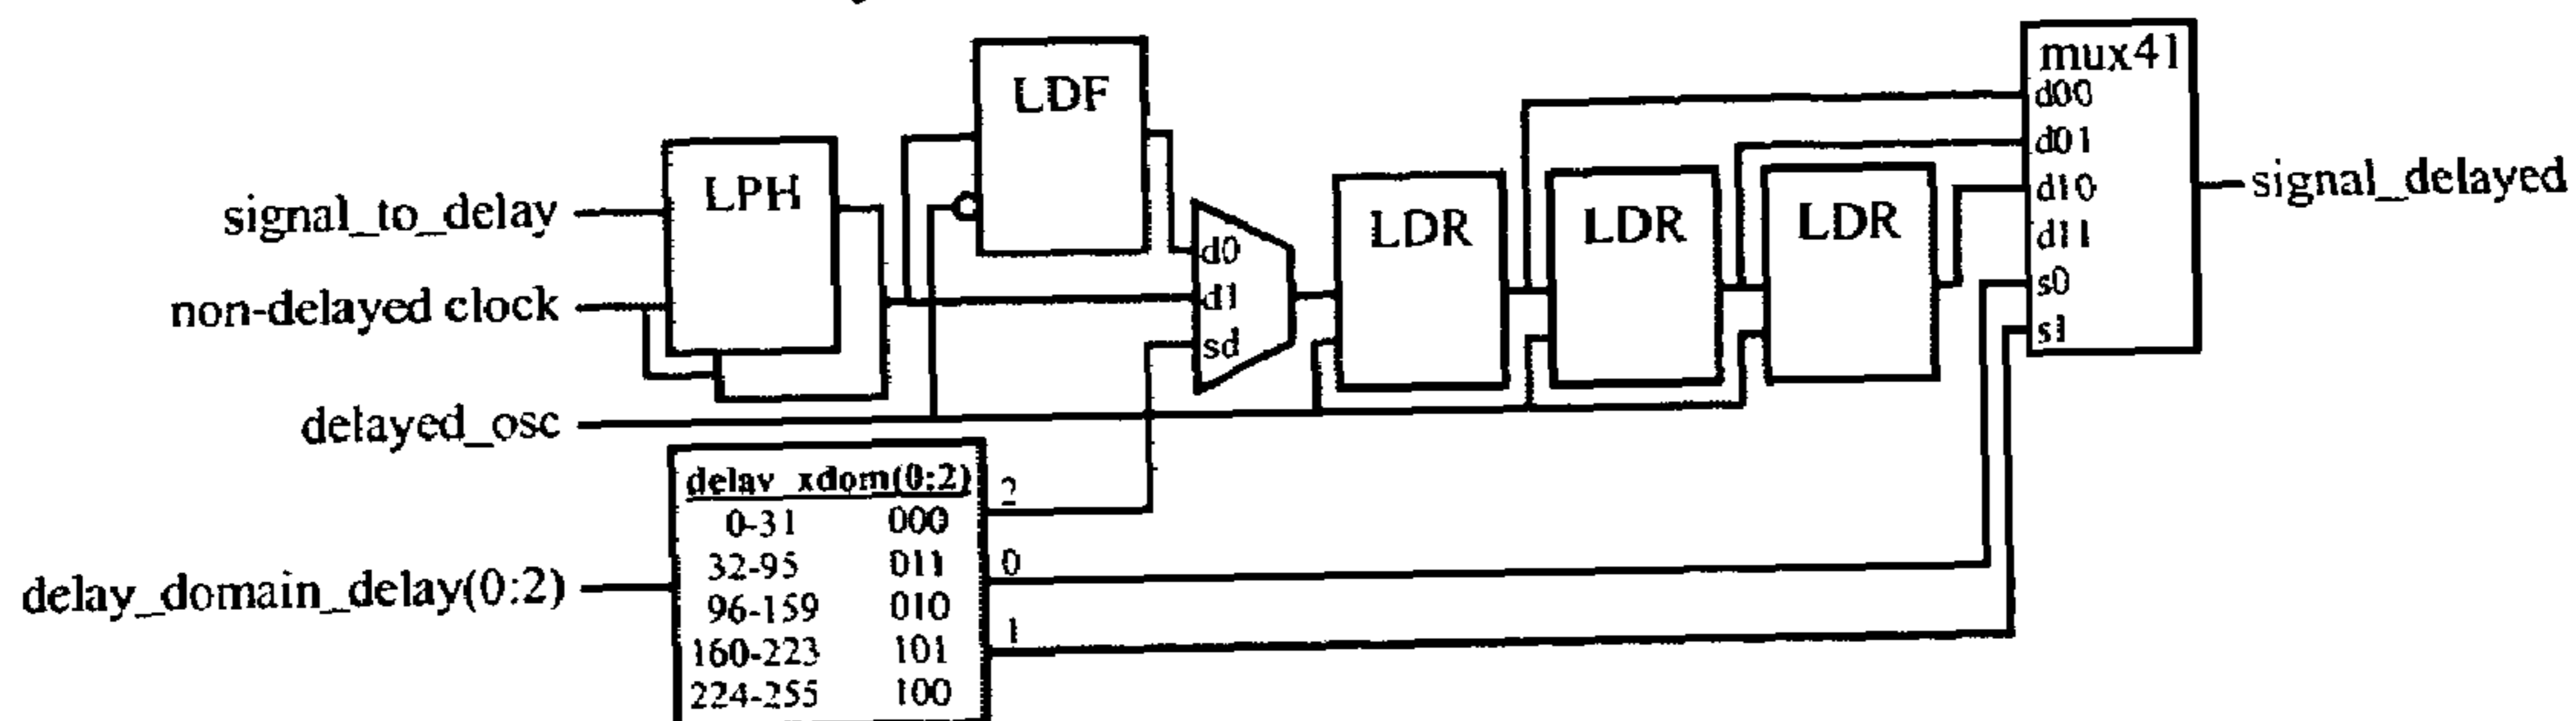 mux41
LDF
d00
d01
LPH
signal_to_delay
d10
signal_delayed
LDR
LDR
LDR
d0
d11
d1
s0
non-delayed clock
sd
s1
delayed_osc
delay xdom(0:2)
2
0-31 000
32-95 011
0
delay_domain_delay(0:2)
96-159 010
1
160-223 101
224-255 100